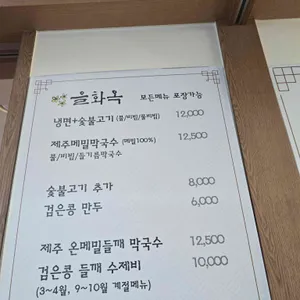 을화옥 모든메뉴 포장가능
냉면+숯불고기 (물/비빔/물비빔) 12,000
제주메밀막국수 (메밀100%) 12,500
물/비빔/들기름막국수
숯불고기 추가 8,000
검은콩 만두 6,000
제주 온메밀들깨 막국수 12,500
검은콩 들깨 수제비 10,000
(3~4월, 9~10월 계절메뉴)